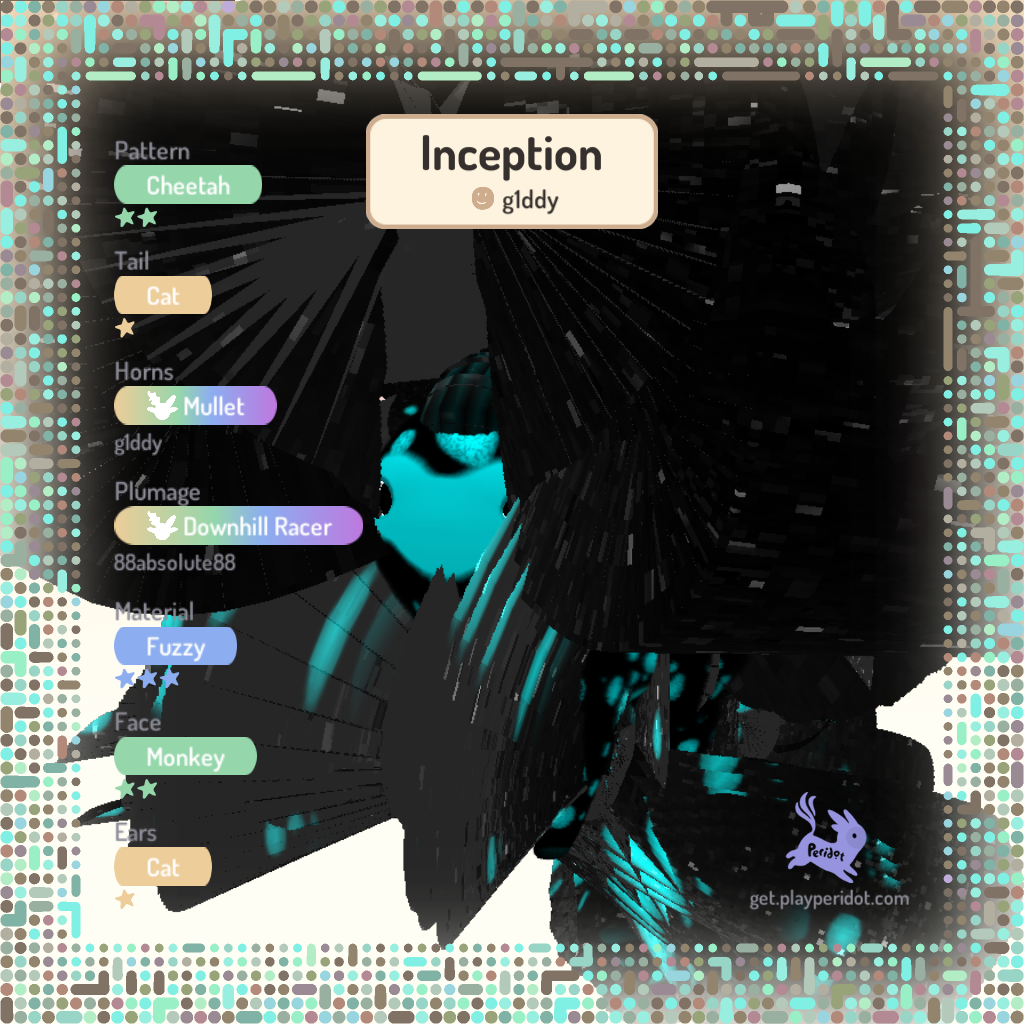 Inception
g1ddy
Pattern
Cheetah
Tail
Cat
Horns
Mullet
g1ddy
Plumage
Downhill Racer
88absolute88
Material
Fuzzy
Face
Monkey
Ears
Cat
Peridot
get.playperidot.com